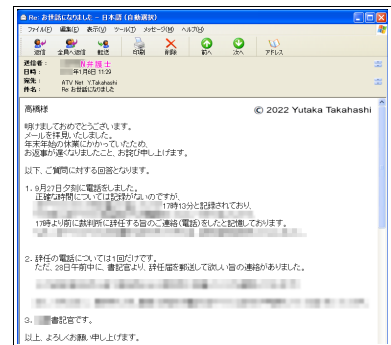 Re: お世話になりました - 日本語 (自動選択)
ファイル(F) 編集(E) 表示(V) ツール(T) メッセージ(M) ヘルプ(H)
返信 全員へ返信 転送 印刷 削除 前へ 次へ アドレス
送信者: N弁護士
日時: 年1月6日 11:29
宛先: ATV Net Y.Takahashi
件名: Re: お世話になりました
高橋様
© 2022 Yutaka Takahashi
明けましておめでとうございます。
メールを拝見いたしました。
年末年始の休業にかかっていたため、
お返事が遅くなりましたこと、お詫び申し上げます。
以下、ご質問に対する回答となります。
1. 9月27日夕刻に電話をしました。
正確な時間については記録がないのですが、
17時13分と記録されており、
17時より前に裁判所に辞任する旨のご連絡(電話)をしたと記憶しております。
2. 辞任の電話については1回だけです。
ただ、28日午前中に、書記官より、辞任届を郵送して欲しい旨の連絡がありました。
3. 書記官です。
以上、よろしくお願い申し上げます。